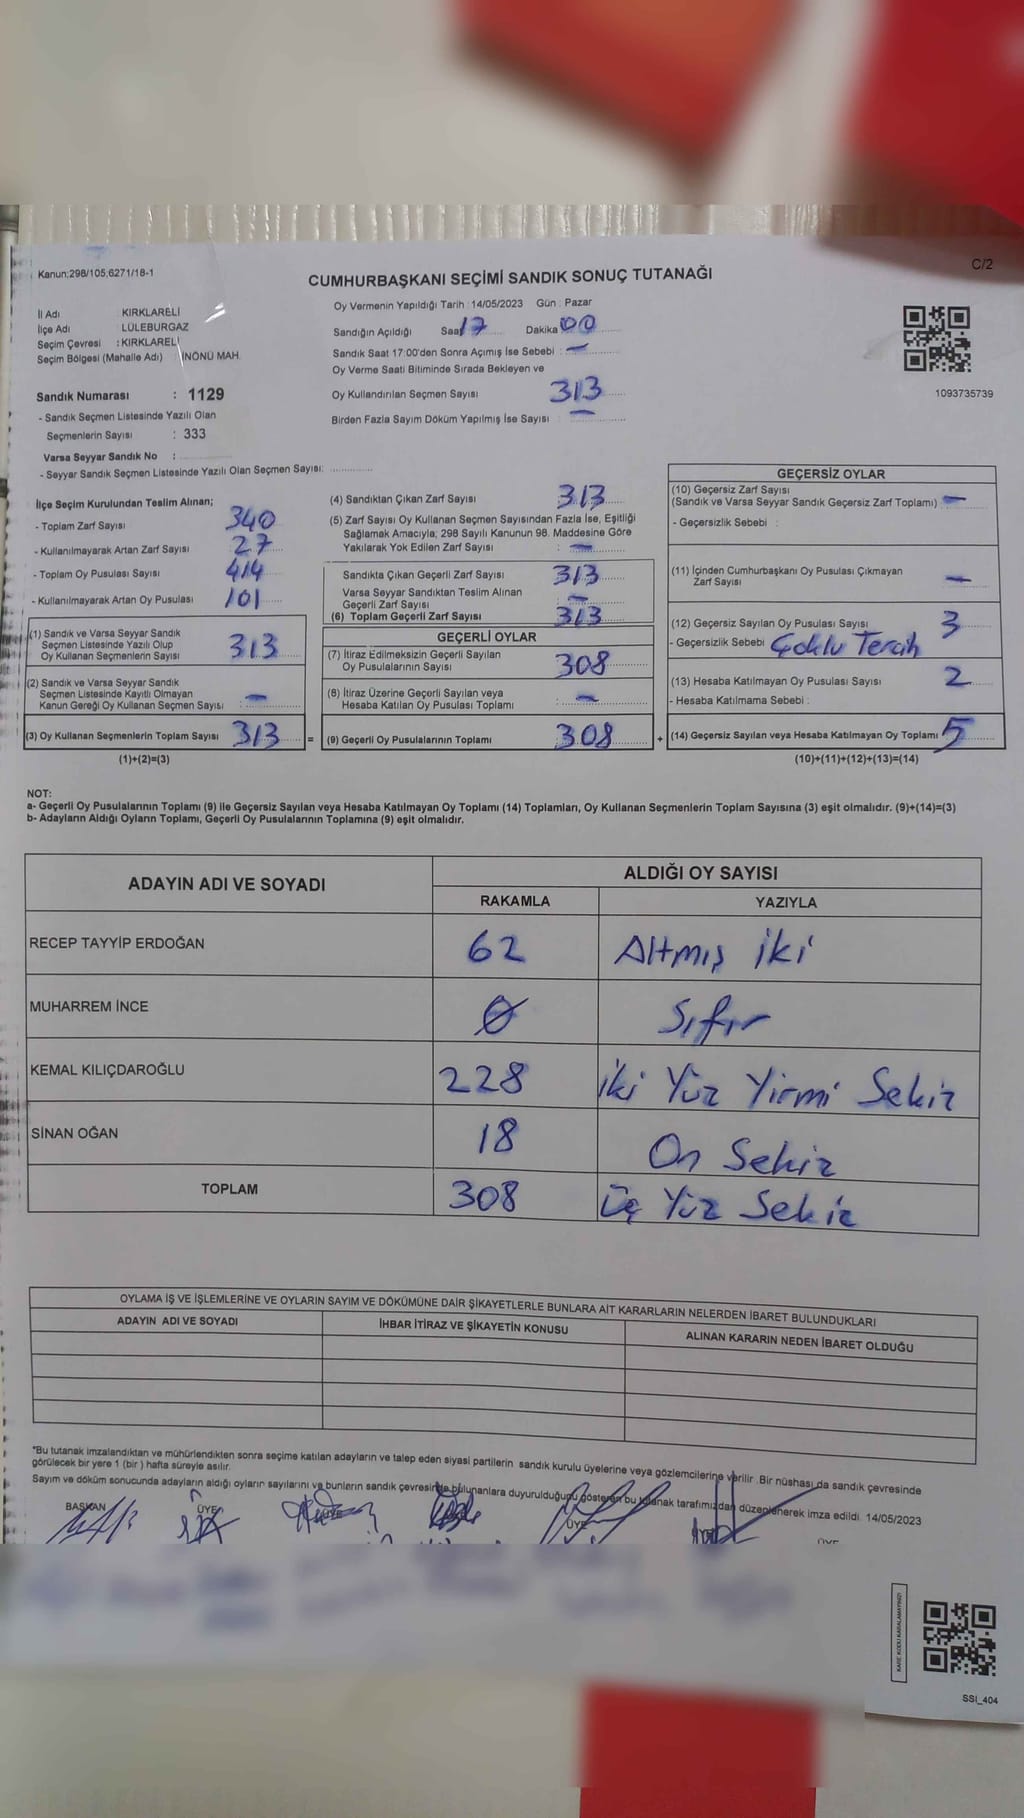 Kanun:298/105,6271/18-1
C/2
CUMHURBAŞKANI SEÇİMİ SANDIK SONUÇ TUTANAĞI
İl Adı : KIRKLARELİ
İlçe Adı : LÜLEBURGAZ
Seçim Çevresi : KIRKLARELİ
Seçim Bölgesi (Mahalle Adı) : İNÖNÜ MAH.
Sandık Numarası : 1129
- Sandık Seçmen Listesinde Yazılı Olan
Seçmenlerin Sayısı : 333
Varsa Seyyar Sandık No :
- Seyyar Sandık Seçmen Listesinde Yazılı Olan Seçmen Sayısı:
Oy Vermenin Yapıldığı Tarih : 14/05/2023 Gün : Pazar
Sandığın Açıldığı Saat 17 Dakika 00
Sandık Saat 17:00'den Sonra Açılmış İse Sebebi : —
Oy Verme Saati Bitiminde Sırada Bekleyen ve
Oy Kullandırılan Seçmen Sayısı 313
Birden Fazla Sayım Döküm Yapılmış İse Sayısı : —
1093735739
İlçe Seçim Kurulundan Teslim Alınan;
- Toplam Zarf Sayısı 340
- Kullanılmayarak Artan Zarf Sayısı 27
- Toplam Oy Pusulası Sayısı 414
- Kullanılmayarak Artan Oy Pusulası 101
(1) Sandık ve Varsa Seyyar Sandık
Seçmen Listesinde Yazılı Olup
Oy Kullanan Seçmenlerin Sayısı 313
(2) Sandık ve Varsa Seyyar Sandık
Seçmen Listesinde Kayıtlı Olmayan
Kanun Gereği Oy Kullanan Seçmen Sayısı : —
(3) Oy Kullanan Seçmenlerin Toplam Sayısı 313 =
(1)+(2)=(3)
(4) Sandıktan Çıkan Zarf Sayısı 313
(5) Zarf Sayısı Oy Kullanan Seçmen Sayısından Fazla İse, Eşitliği
Sağlamak Amacıyla; 298 Sayılı Kanunun 98. Maddesine Göre
Yakılarak Yok Edilen Zarf Sayısı : —
Sandıkta Çıkan Geçerli Zarf Sayısı 313
Varsa Seyyar Sandıktan Teslim Alınan
Geçerli Zarf Sayısı : —
(6) Toplam Geçerli Zarf Sayısı 313
GEÇERLİ OYLAR
(7) İtiraz Edilmeksizin Geçerli Sayılan
Oy Pusulalarının Sayısı 308
(8) İtiraz Üzerine Geçerli Sayılan veya
Hesaba Katılan Oy Pusulası Toplamı : —
(9) Geçerli Oy Pusulalarının Toplamı 308 +
GEÇERSİZ OYLAR
(10) Geçersiz Zarf Sayısı
(Sandık ve Varsa Seyyar Sandık Geçersiz Zarf Toplamı) —
- Geçersizlik Sebebi :
(11) İçinden Cumhurbaşkanı Oy Pusulası Çıkmayan
Zarf Sayısı —
(12) Geçersiz Sayılan Oy Pusulası Sayısı 3
- Geçersizlik Sebebi Çoklu Tercih
(13) Hesaba Katılmayan Oy Pusulası Sayısı 2
- Hesaba Katılmama Sebebi :
(14) Geçersiz Sayılan veya Hesaba Katılmayan Oy Toplamı 5
(10)+(11)+(12)+(13)=(14)
NOT:
a- Geçerli Oy Pusulalarının Toplamı (9) ile Geçersiz Sayılan veya Hesaba Katılmayan Oy Toplamı (14) Toplamları, Oy Kullanan Seçmenlerin Toplam Sayısına (3) eşit olmalıdır. (9)+(14)=(3)
b- Adayların Aldığı Oyların Toplamı, Geçerli Oy Pusulalarının Toplamına (9) eşit olmalıdır.
ADAYIN ADI VE SOYADI ALDIĞI OY SAYISI
RAKAMLA YAZIYLA
RECEP TAYYİP ERDOĞAN 62 Altmış İki
MUHARREM İNCE 0 Sıfır
KEMAL KILIÇDAROĞLU 228 İki Yüz Yirmi Sekiz
SİNAN OĞAN 18 On Sekiz
TOPLAM 308 Üç Yüz Sekiz
OYLAMA İŞ VE İŞLEMLERİNE VE OYLARIN SAYIM VE DÖKÜMÜNE DAİR ŞİKAYETLERLE BUNLARA AİT KARARLARIN NELERDEN İBARET BULUNDUKLARI
ADAYIN ADI VE SOYADI İHBAR İTİRAZ VE ŞİKAYETİN KONUSU ALINAN KARARIN NEDEN İBARET OLDUĞU
*Bu tutanak imzalandıktan ve mühürlendikten sonra seçime katılan adayların ve talep eden siyasi partilerin sandık kurulu üyelerine veya gözlemcilerine verilir. Bir nüshası da sandık çevresinde
görülecek bir yere 1 (bir) hafta süreyle asılır.
Sayım ve döküm sonucunda adayların aldığı oyların sayılarını ve bunların sandık çevresinde bulunanlara duyurulduğunu gösteren bu tutanak tarafımızdan düzenlenerek imza edildi. 14/05/2023
BAŞKAN ÜYE ÜYE
KARE KODU KARALAMAYINIZ!
SSİ_404